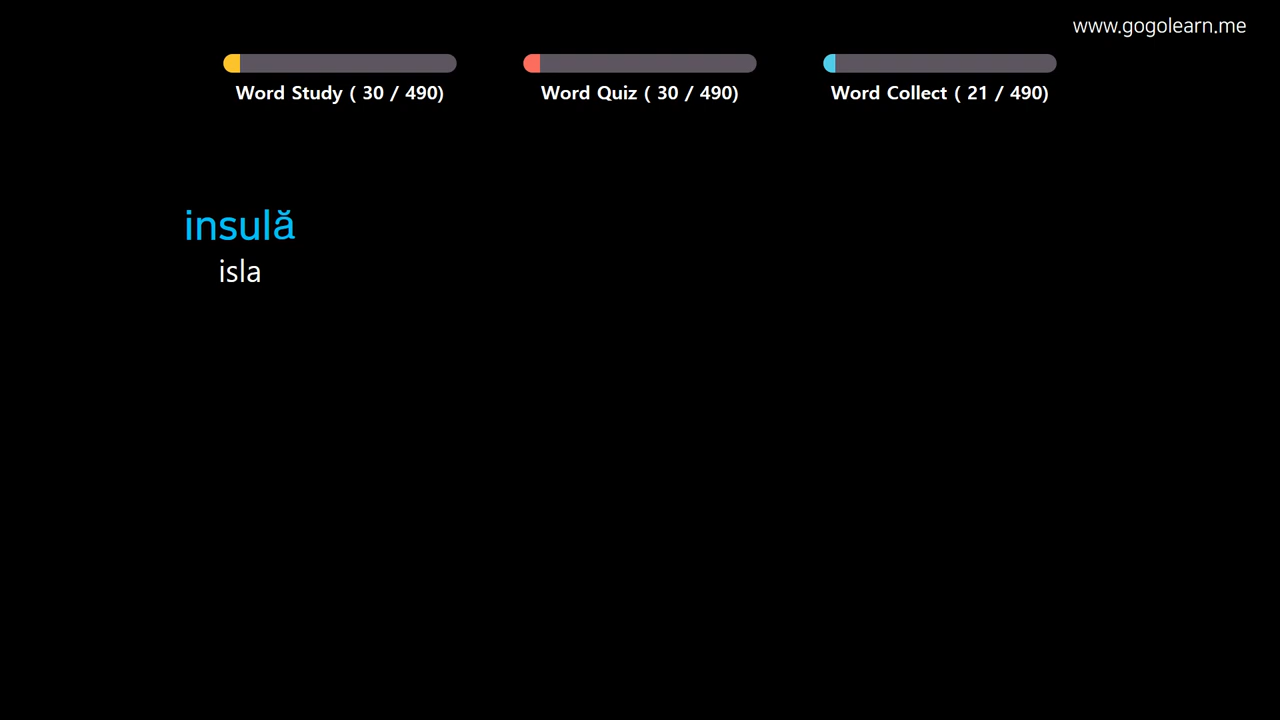 www.gogolearn.me
Word Study ( 30 / 490)
Word Quiz ( 30 / 490)
Word Collect ( 21 / 490)
insulă
isla